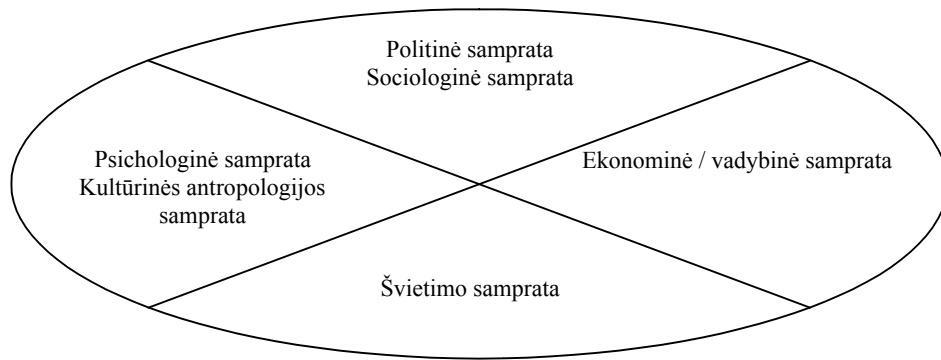 Politinė samprata
Sociologinė samprata
Psichologinė samprata
Kultūrinės antropologijos
samprata
Ekonominė / vadybinė samprata
Švietimo samprata